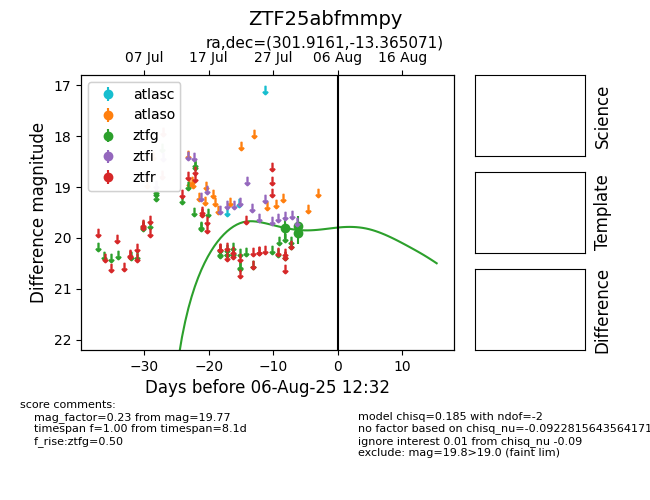 ZTF25abfmmpy
ra,dec=(301.9161,-13.365071)
07 Jul
17 Jul
27 Jul
06 Aug
16 Aug
atlasc
atlaso
ztfg
ztfi
ztfr
17
18
19
20
21
22
Difference magnitude
−30
−20
−10
0
10
Days before 06-Aug-25 12:32
Science
Template
Difference
score comments:
mag_factor=0.23 from mag=19.77
timespan f=1.00 from timespan=8.1d
f_rise:ztfg=0.50
model chisq=0.185 with ndof=-2
no factor based on chisq_nu=-0.0922815643564171
ignore interest 0.01 from chisq_nu -0.09
exclude: mag=19.8>19.0 (faint lim)